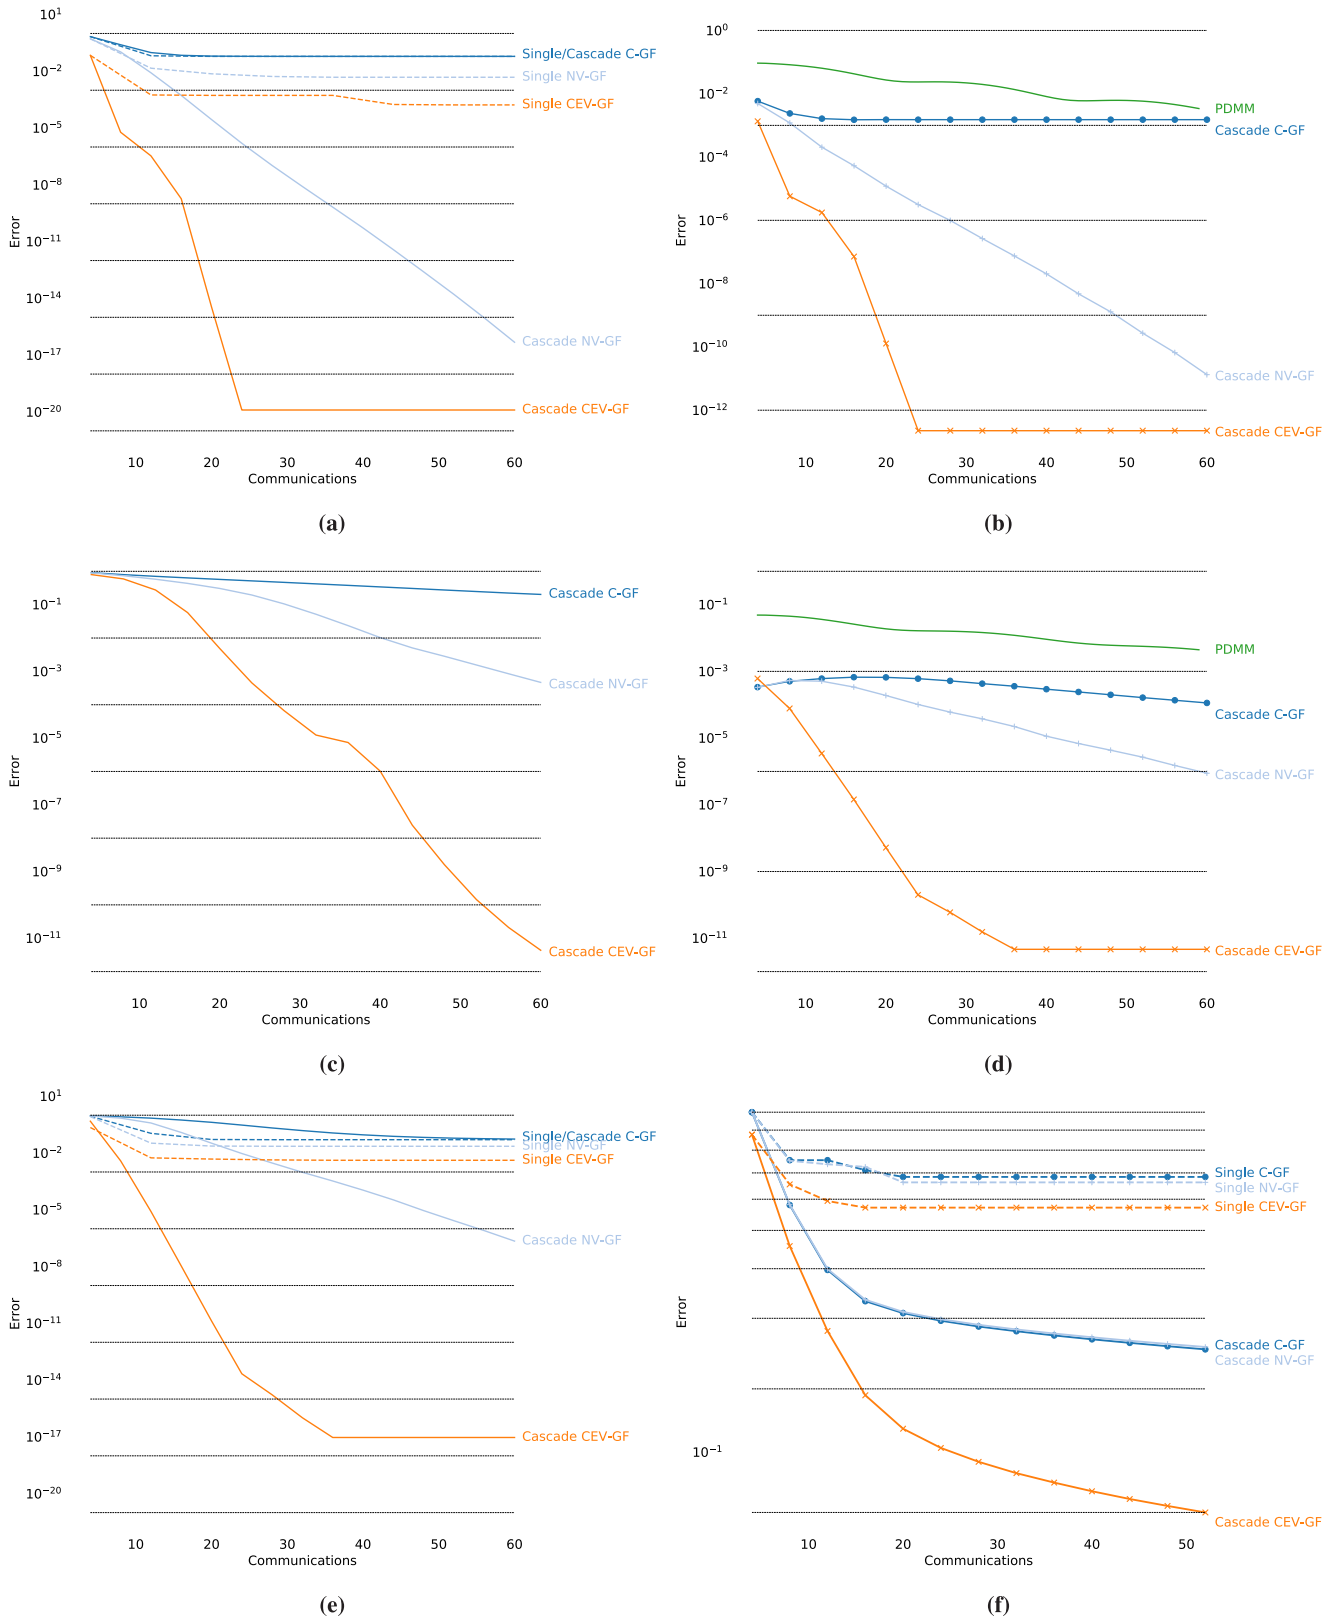 10^1
10^-2
10^-5
10^-8
10^-11
10^-14
10^-17
10^-20
Error
Single/Cascade C-GF
Single NV-GF
Single CEV-GF
Cascade NV-GF
Cascade CEV-GF
10 20 30 40 50 60
Communications
(a)
10^0
10^-2
10^-4
10^-6
10^-8
10^-10
10^-12
Error
PDMM
Cascade C-GF
Cascade NV-GF
Cascade CEV-GF
10 20 30 40 50 60
Communications
(b)
10^-1
10^-3
10^-5
10^-7
10^-9
10^-11
Error
Cascade C-GF
Cascade NV-GF
Cascade CEV-GF
10 20 30 40 50 60
Communications
(c)
10^-1
10^-3
10^-5
10^-7
10^-9
10^-11
Error
PDMM
Cascade C-GF
Cascade NV-GF
Cascade CEV-GF
10 20 30 40 50 60
Communications
(d)
10^1
10^-2
10^-5
10^-8
10^-11
10^-14
10^-17
10^-20
Error
Single/Cascade C-GF
Single NV-GF
Single CEV-GF
Cascade NV-GF
Cascade CEV-GF
10 20 30 40 50 60
Communications
(e)
10^-1
Error
Single C-GF
Single NV-GF
Single CEV-GF
Cascade C-GF
Cascade NV-GF
Cascade CEV-GF
10 20 30 40 50
Communications
(f)